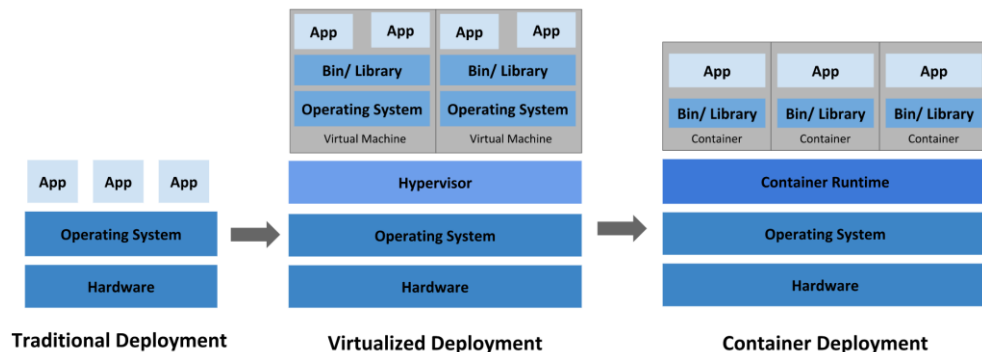 App App App
Operating System
Hardware
Traditional Deployment
App App App App
Bin/ Library Bin/ Library
Operating System Operating System
Virtual Machine Virtual Machine
Hypervisor
Operating System
Hardware
Virtualized Deployment
App App App
Bin/ Library Bin/ Library Bin/ Library
Container Container Container
Container Runtime
Operating System
Hardware
Container Deployment